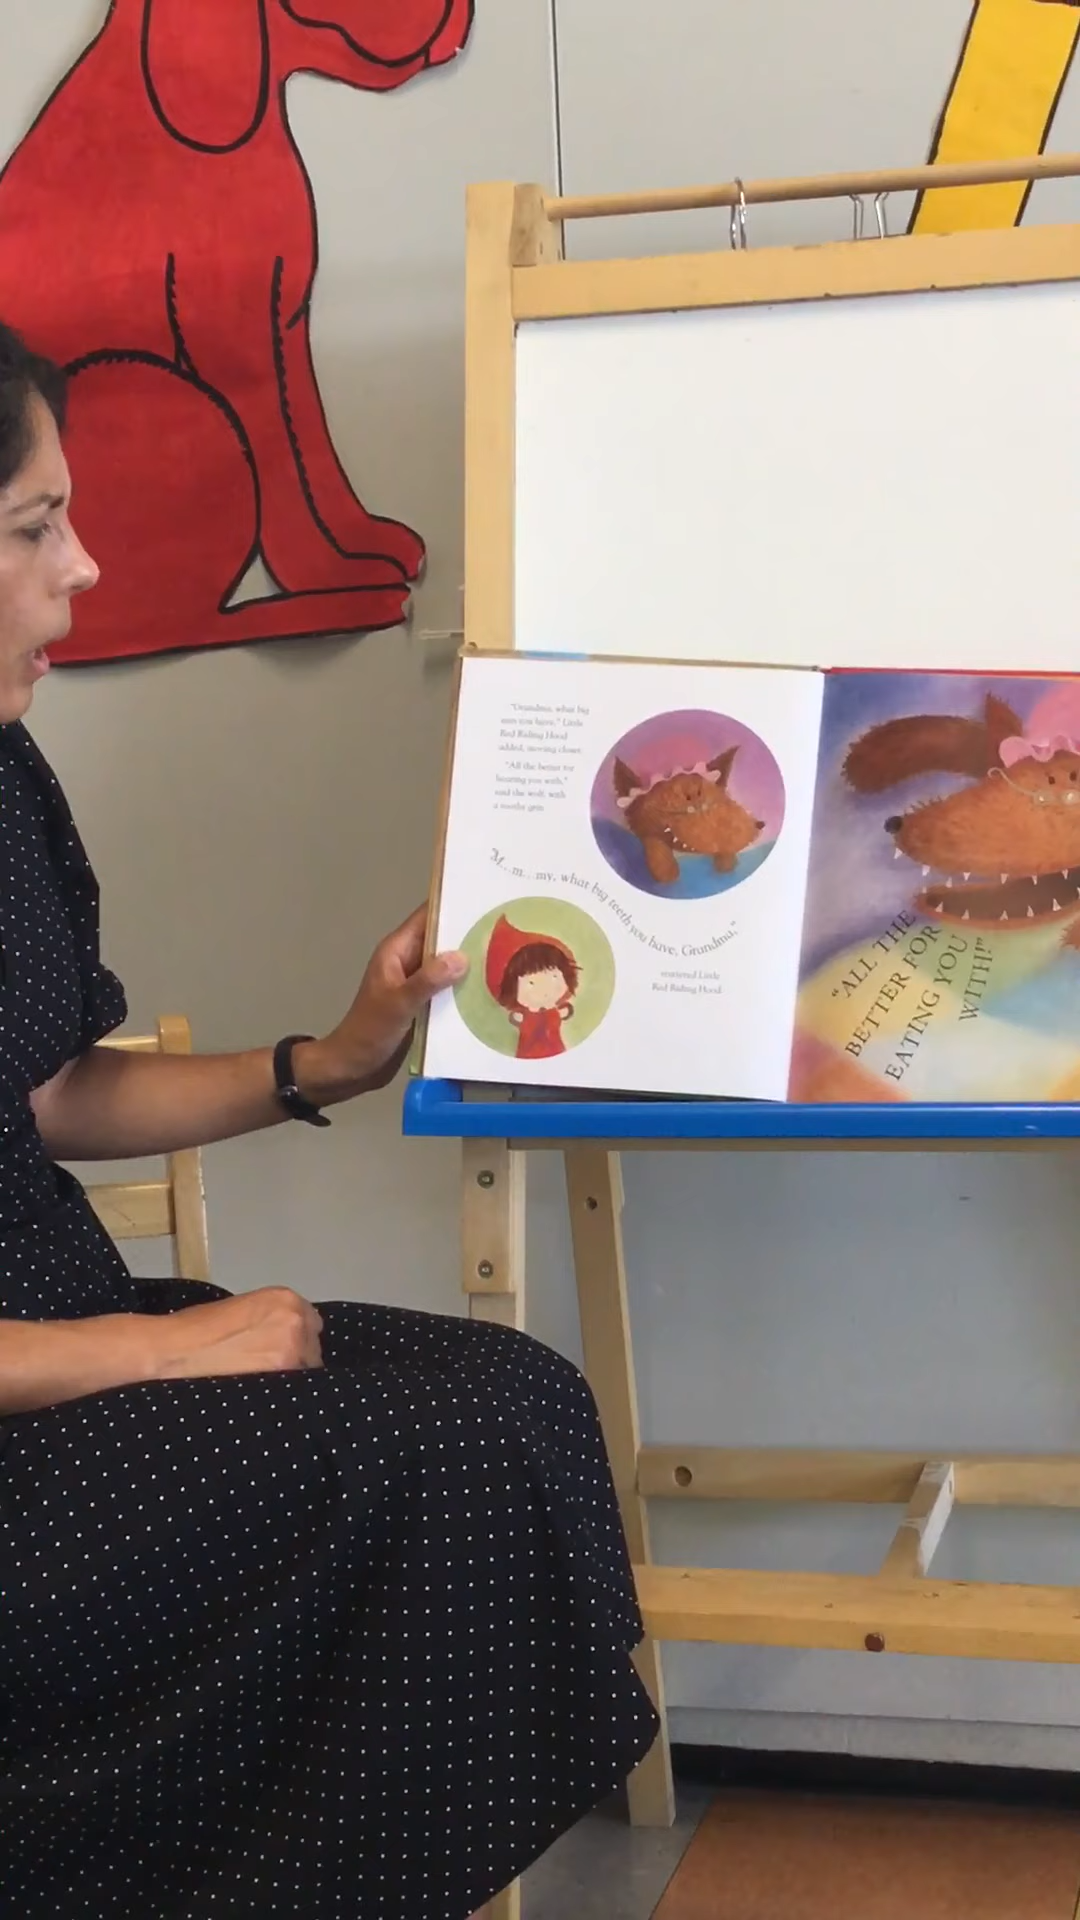 "Grandma, what big
ears you have," Little
Red Riding Hood
added, moving closer.
"All the better for
hearing you with,"
said the wolf, with
a toothy grin.
"M...m...my, what big teeth you have, Grandma,"
Little
Red Riding Hood.
"ALL THE
BETTER FOR
EATING YOU
WITH!"